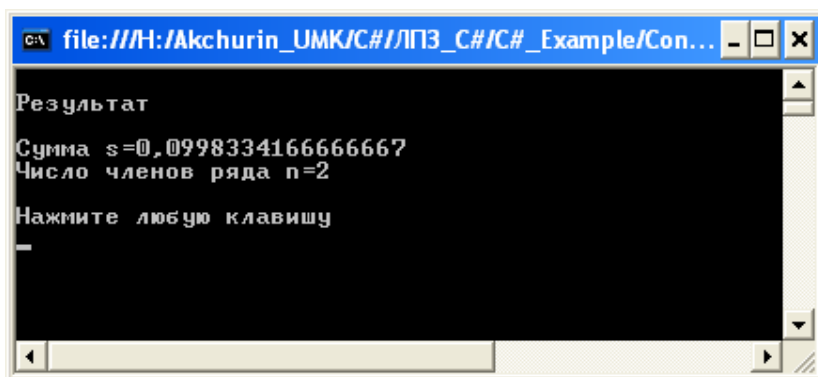 file:///H:/Akchurin_UMK/C#/ЛПЗ_C#/C#_Example/Con...
Результат
Сумма s=0,0998334166666667
Число членов ряда n=2
Нажмите любую клавишу